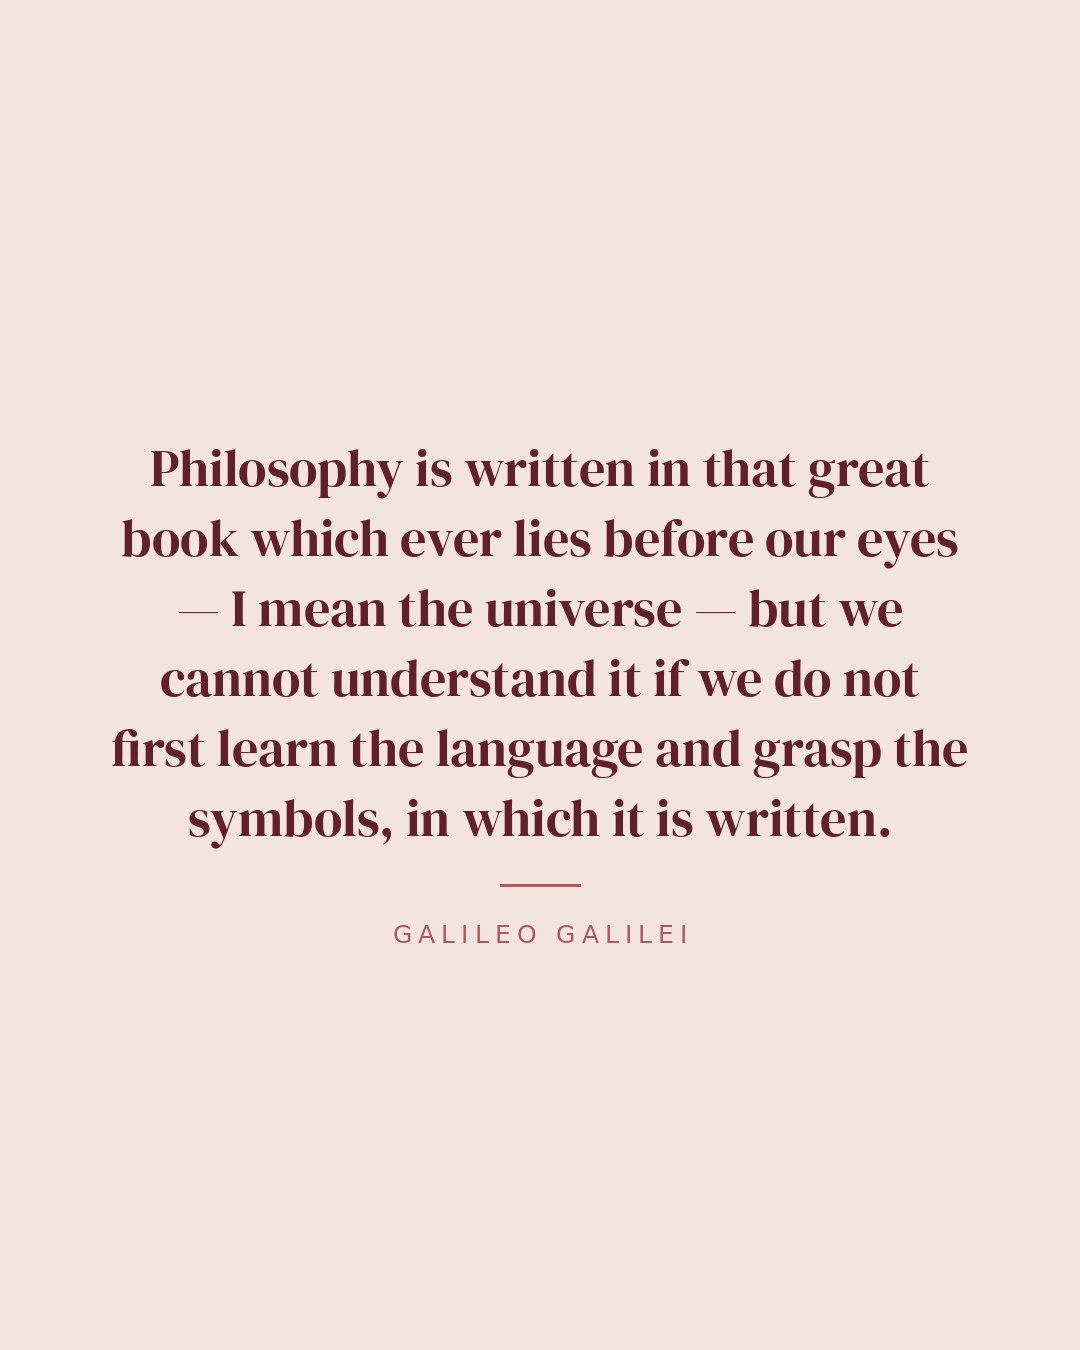 Philosophy is written in that great
book which ever lies before our eyes
— I mean the universe — but we
cannot understand it if we do not
first learn the language and grasp the
symbols, in which it is written.
GALILEO GALILEI